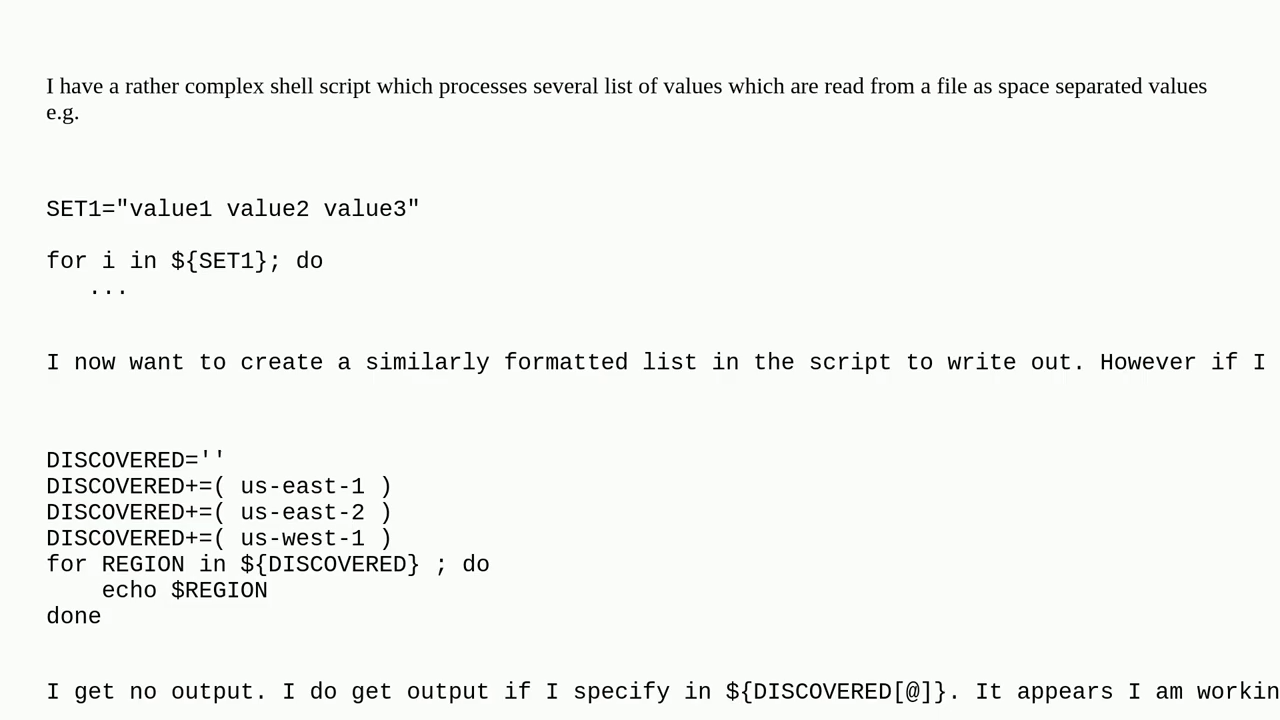 I have a rather complex shell script which processes several list of values which are read from a file as space separated values
e.g.
SET1="value1 value2 value3"
for i in ${SET1}; do
   ...
I now want to create a similarly formatted list in the script to write out. However if I
DISCOVERED=''
DISCOVERED+=( us-east-1 )
DISCOVERED+=( us-east-2 )
DISCOVERED+=( us-west-1 )
for REGION in ${DISCOVERED} ; do
    echo $REGION
done
I get no output. I do get output if I specify in ${DISCOVERED[@]}. It appears I am workin